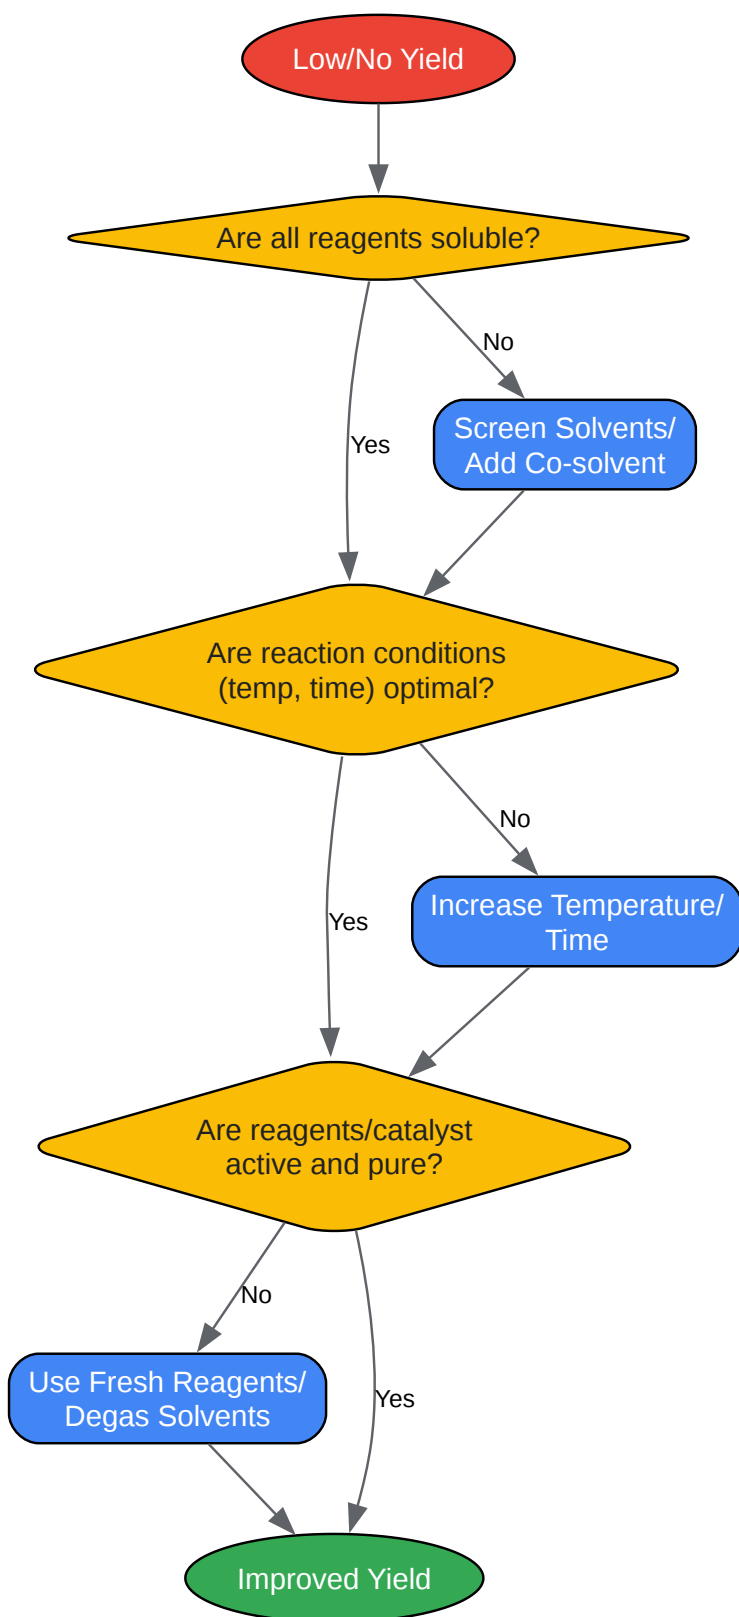 Low/No Yield
Are all reagents soluble?
No
Screen Solvents/
Add Co-solvent
Yes
Are reaction conditions
(temp, time) optimal?
No
Increase Temperature/
Time
Yes
Are reagents/catalyst
active and pure?
No
Use Fresh Reagents/
Degas Solvents
Yes
Improved Yield